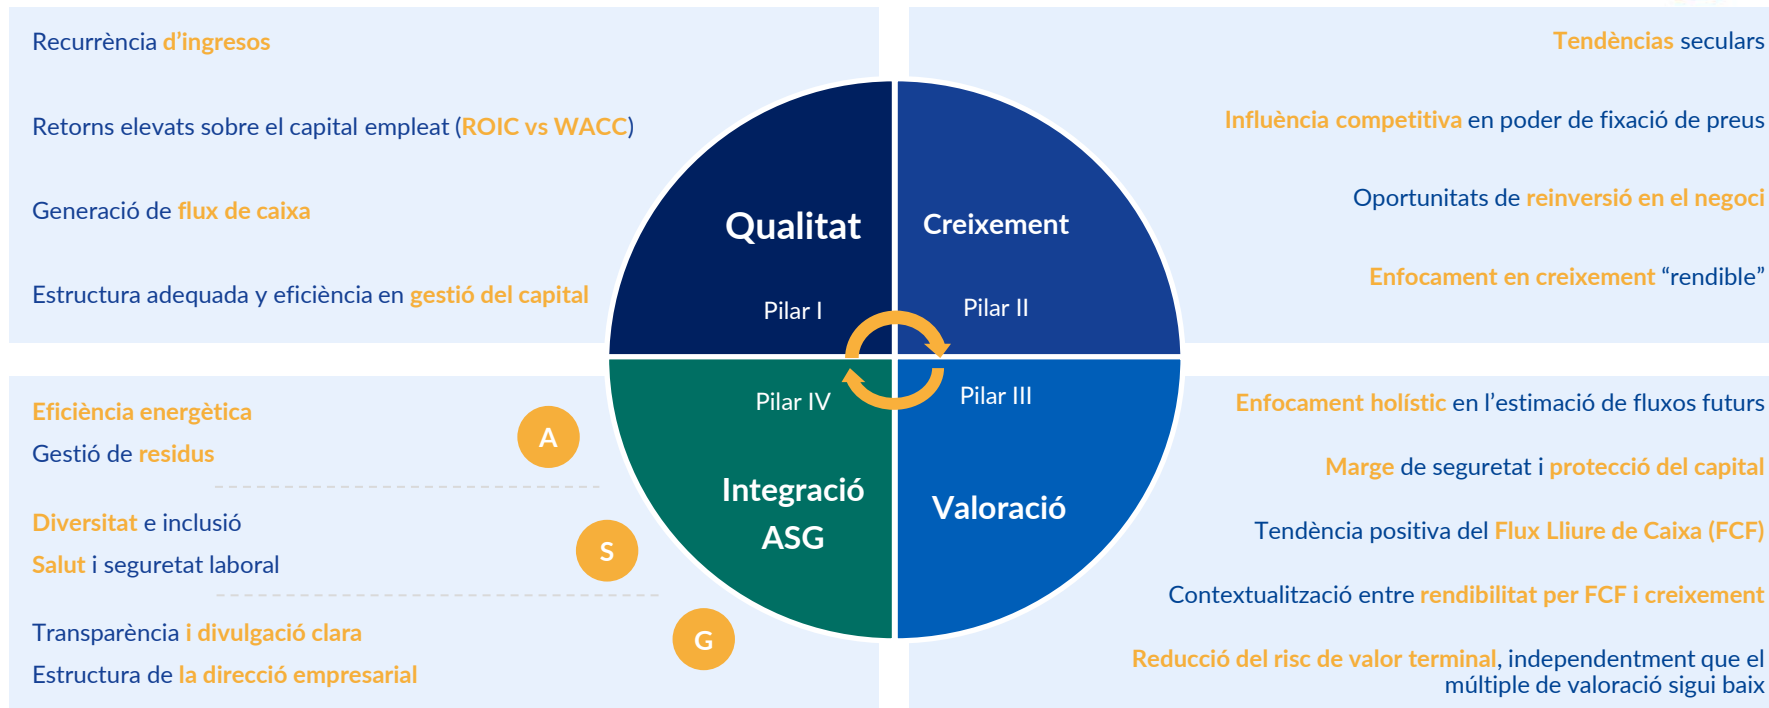 Recurrència d’ingresos
Retorns elevats sobre el capital empleat (ROIC vs WACC)
Generació de flux de caixa
Estructura adequada y eficiència en gestió del capital
Qualitat
Pilar I
Creixement
Pilar II
Tendències seculars
Influència competitiva en poder de fixació de preus
Oportunitats de reinversió en el negoci
Enfocament en creixement “rendible”
Eficiència energètica
Gestió de residus
A
Diversitat e inclusió
Salut i seguretat laboral
S
Transparència i divulgació clara
Estructura de la direcció empresarial
G
Pilar IV
Integració
ASG
Pilar III
Valoració
Enfocament holístic en l’estimació de fluxos futurs
Marge de seguretat i protecció del capital
Tendència positiva del Flux Lliure de Caixa (FCF)
Contextualització entre rendibilitat per FCF i creixement
Reducció del risc de valor terminal, independentment que el
múltiple de valoració sigui baix